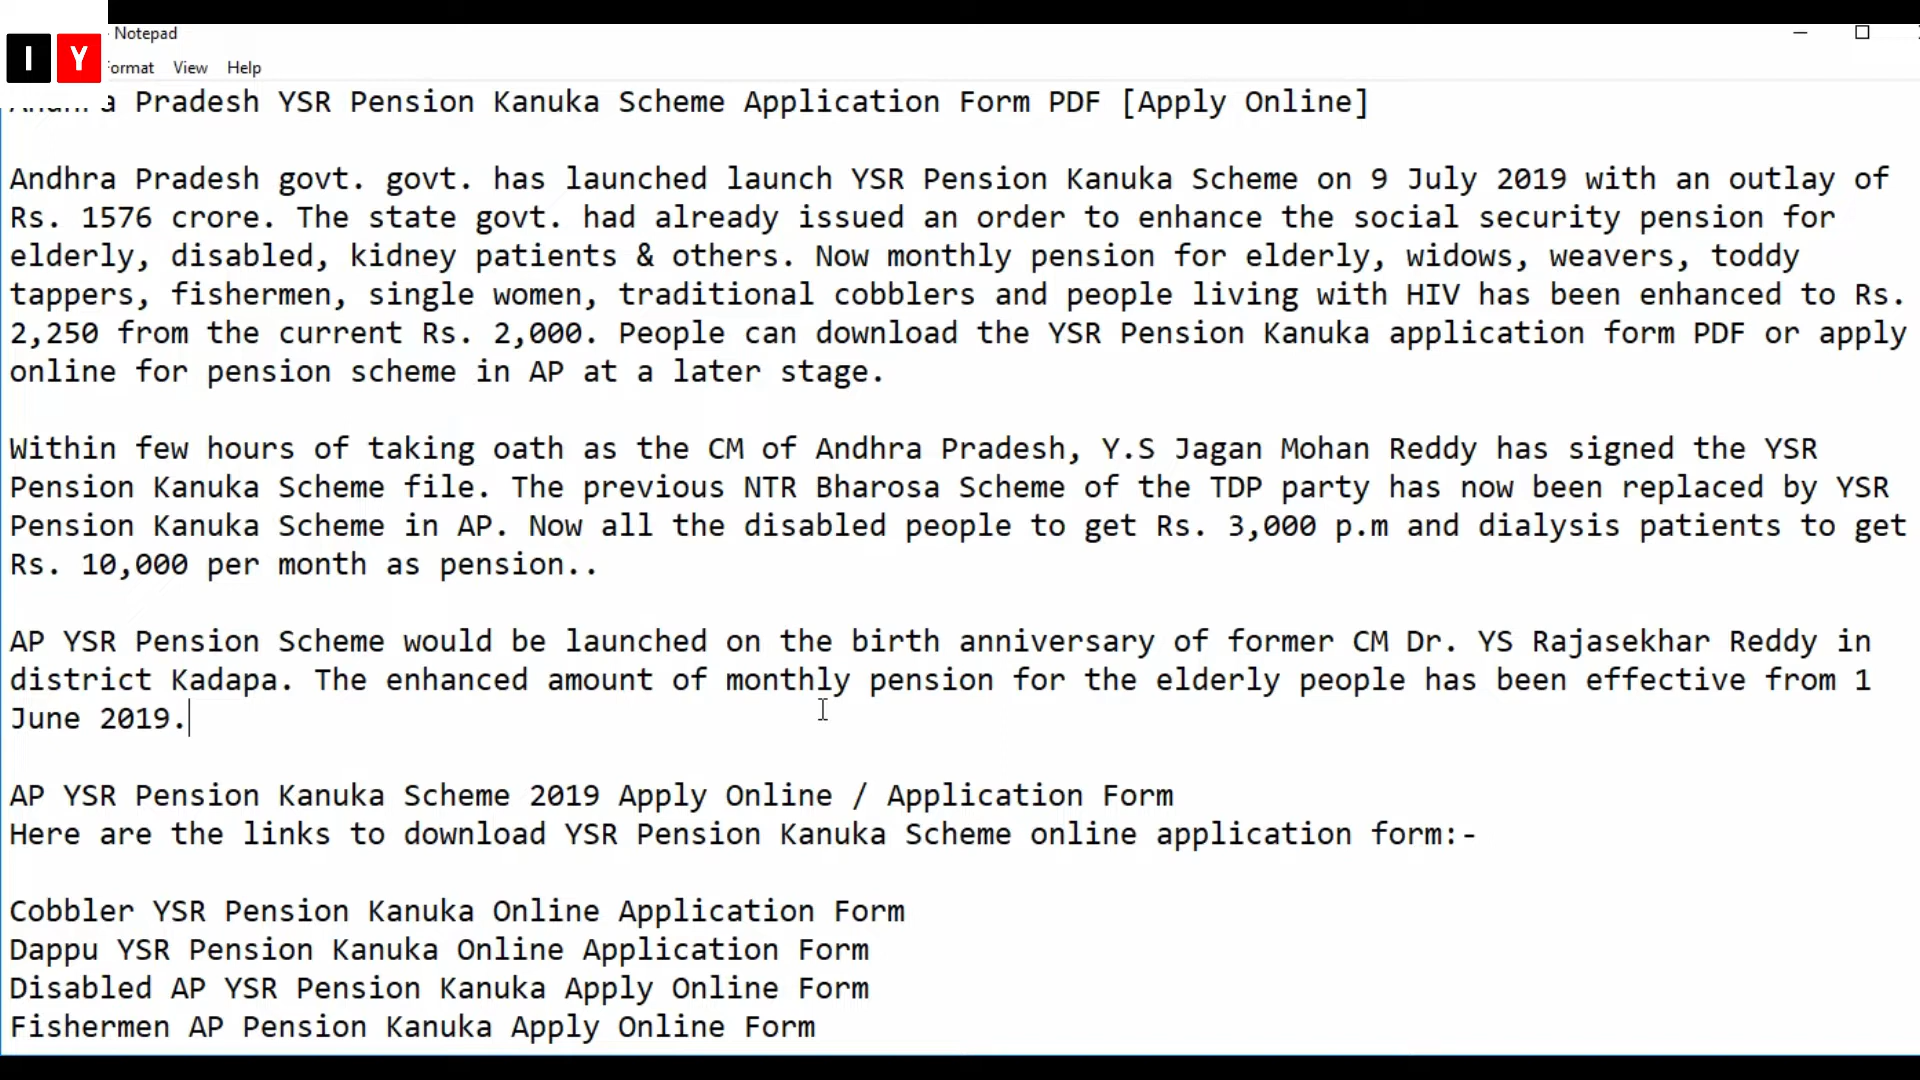 I Y
Notepad
Format View Help
Andhra Pradesh YSR Pension Kanuka Scheme Application Form PDF [Apply Online]
Andhra Pradesh govt. govt. has launched launch YSR Pension Kanuka Scheme on 9 July 2019 with an outlay of
Rs. 1576 crore. The state govt. had already issued an order to enhance the social security pension for
elderly, disabled, kidney patients & others. Now monthly pension for elderly, widows, weavers, toddy
tappers, fishermen, single women, traditional cobblers and people living with HIV has been enhanced to Rs.
2,250 from the current Rs. 2,000. People can download the YSR Pension Kanuka application form PDF or apply
online for pension scheme in AP at a later stage.
Within few hours of taking oath as the CM of Andhra Pradesh, Y.S Jagan Mohan Reddy has signed the YSR
Pension Kanuka Scheme file. The previous NTR Bharosa Scheme of the TDP party has now been replaced by YSR
Pension Kanuka Scheme in AP. Now all the disabled people to get Rs. 3,000 p.m and dialysis patients to get
Rs. 10,000 per month as pension..
AP YSR Pension Scheme would be launched on the birth anniversary of former CM Dr. YS Rajasekhar Reddy in
district Kadapa. The enhanced amount of monthly pension for the elderly people has been effective from 1
June 2019.
AP YSR Pension Kanuka Scheme 2019 Apply Online / Application Form
Here are the links to download YSR Pension Kanuka Scheme online application form:-
Cobbler YSR Pension Kanuka Online Application Form
Dappu YSR Pension Kanuka Online Application Form
Disabled AP YSR Pension Kanuka Apply Online Form
Fishermen AP Pension Kanuka Apply Online Form